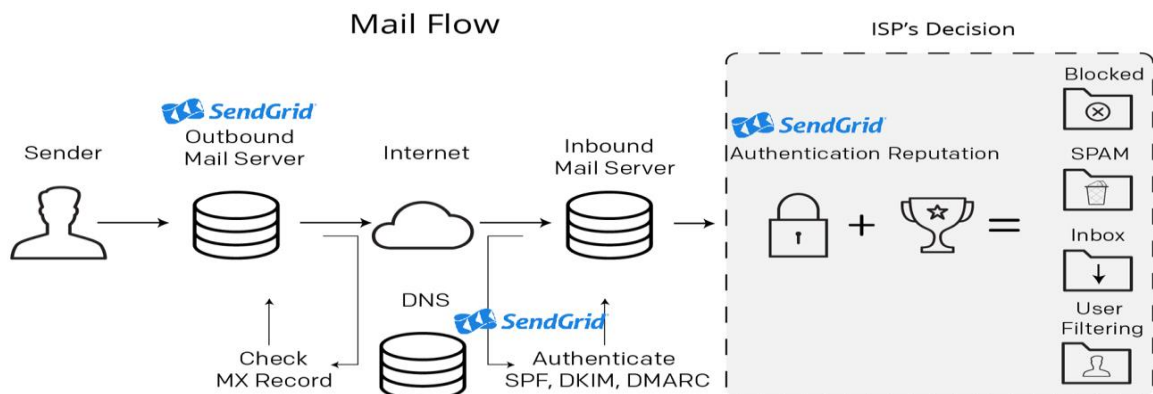 Mail Flow
ISP's Decision
Sender
SendGrid
Outbound
Mail Server
Internet
Inbound
Mail Server
SendGrid
Authentication Reputation
+
=
Blocked
SPAM
Inbox
User
Filtering
Check
MX Record
DNS
SendGrid
Authenticate
SPF, DKIM, DMARC